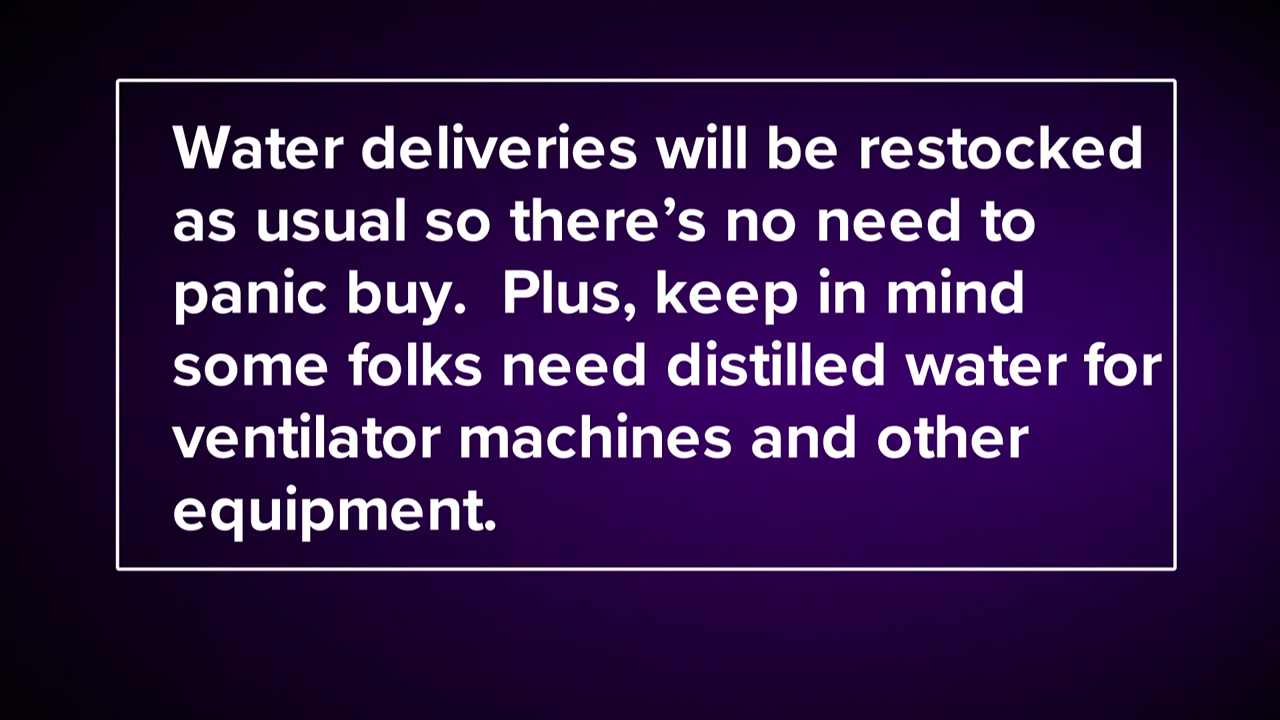 Water deliveries will be restocked
as usual so there’s no need to
panic buy.  Plus, keep in mind
some folks need distilled water for
ventilator machines and other
equipment.